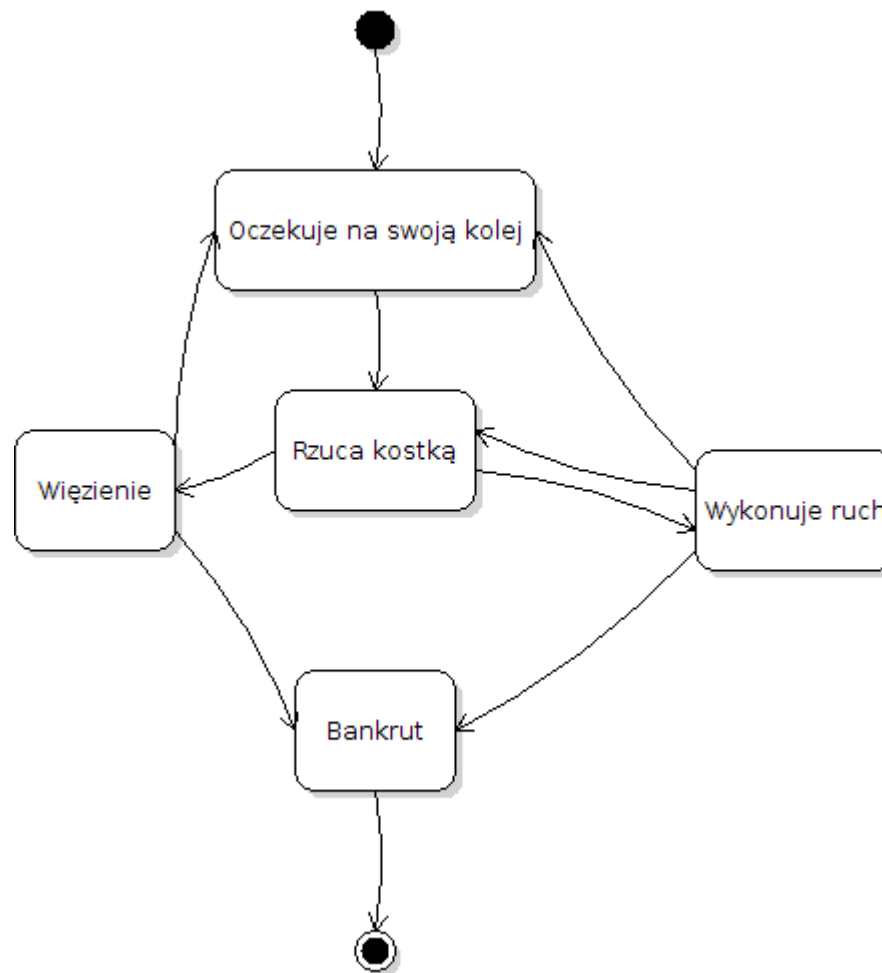 Oczekuje na swoją kolej
Rzuca kostką
Więzienie
Wykonuje ruch
Bankrut